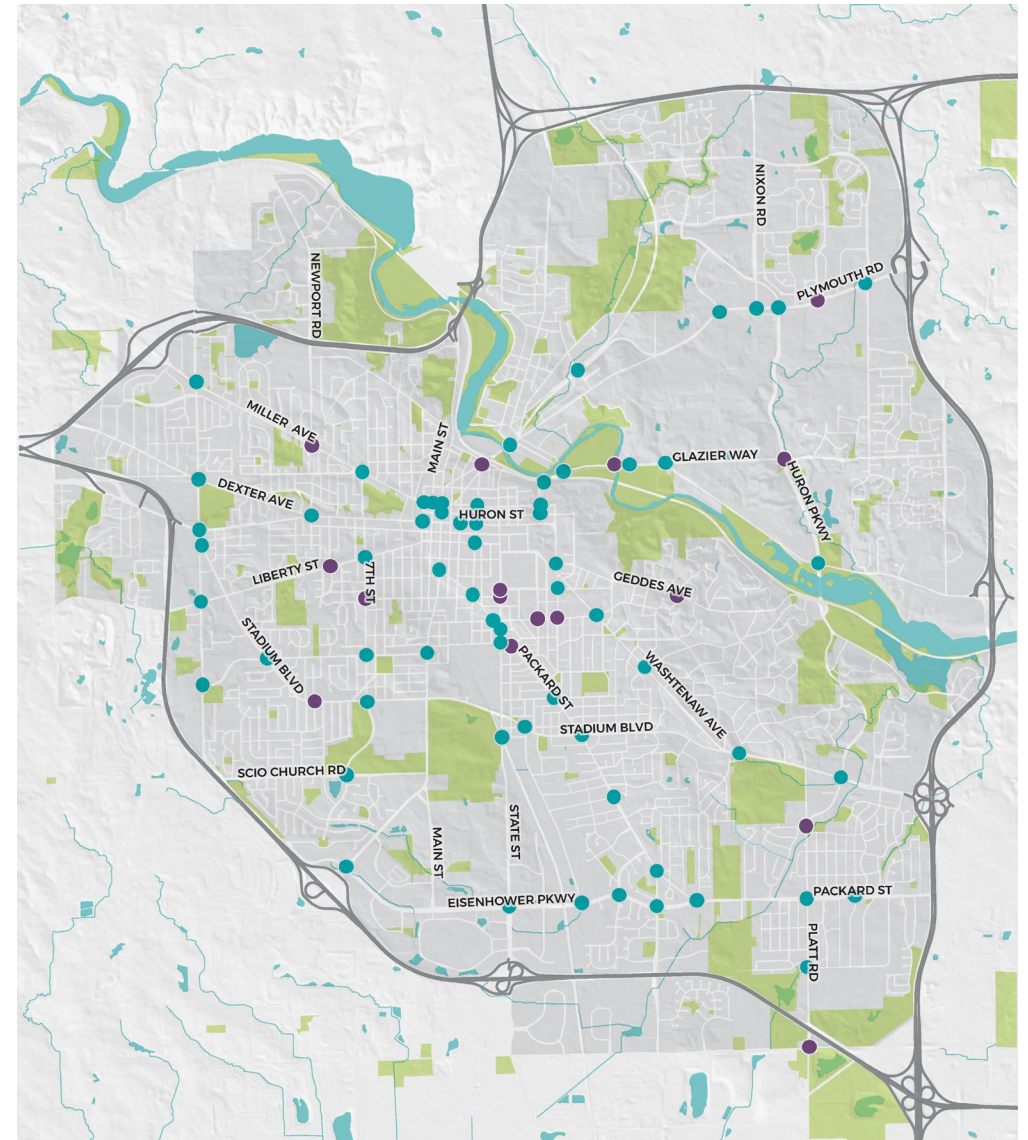 NIXON RD
NEWPORT RD
PLYMOUTH RD
MILLER AVE
MAIN ST
GLAZIER WAY
HURON PKWY
DEXTER AVE
HURON ST
LIBERTY ST
7TH ST
GEDDES AVE
STADIUM BLVD
PACKARD ST
WASHTENAW AVE
STADIUM BLVD
SCIO CHURCH RD
STATE ST
MAIN ST
EISENHOWER PKWY
PACKARD ST
PLATT RD